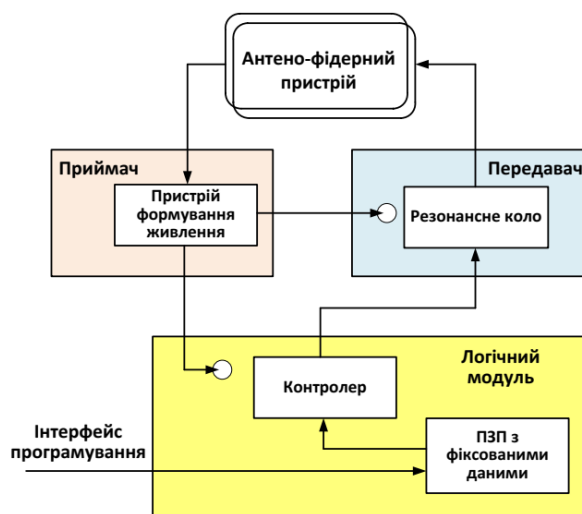 Антено-фідерний
пристрій
Приймач
Передавач
Пристрій
формування
живлення
Резонансне коло
Логічний
модуль
Контролер
Інтерфейс
програмування
ПЗП з
фіксованими
даними